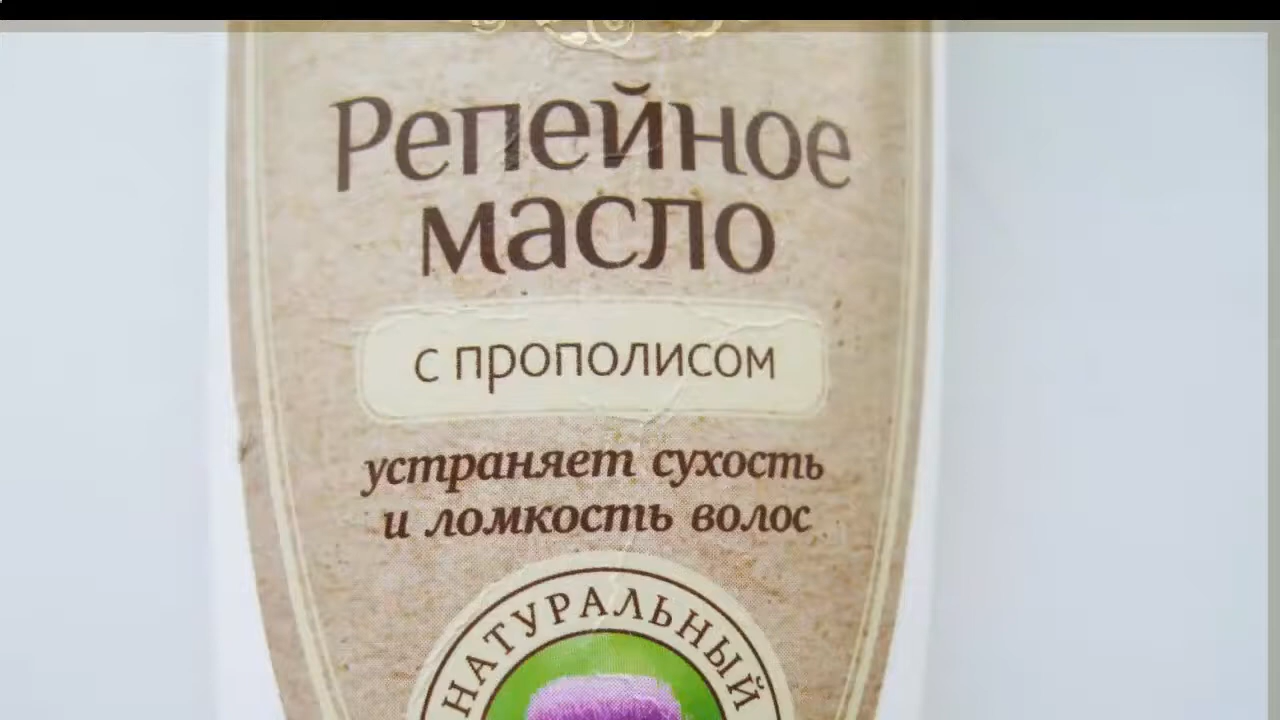 Репейное
масло
с прополисом
устраняет сухость
и ломкость волос
НАТУРАЛЬНЫЙ